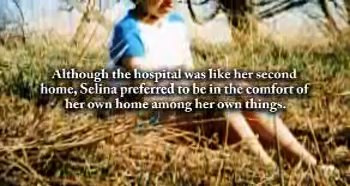 Although the hospital was like her second
home, Selina preferred to be in the comfort of
her own home among her own things.